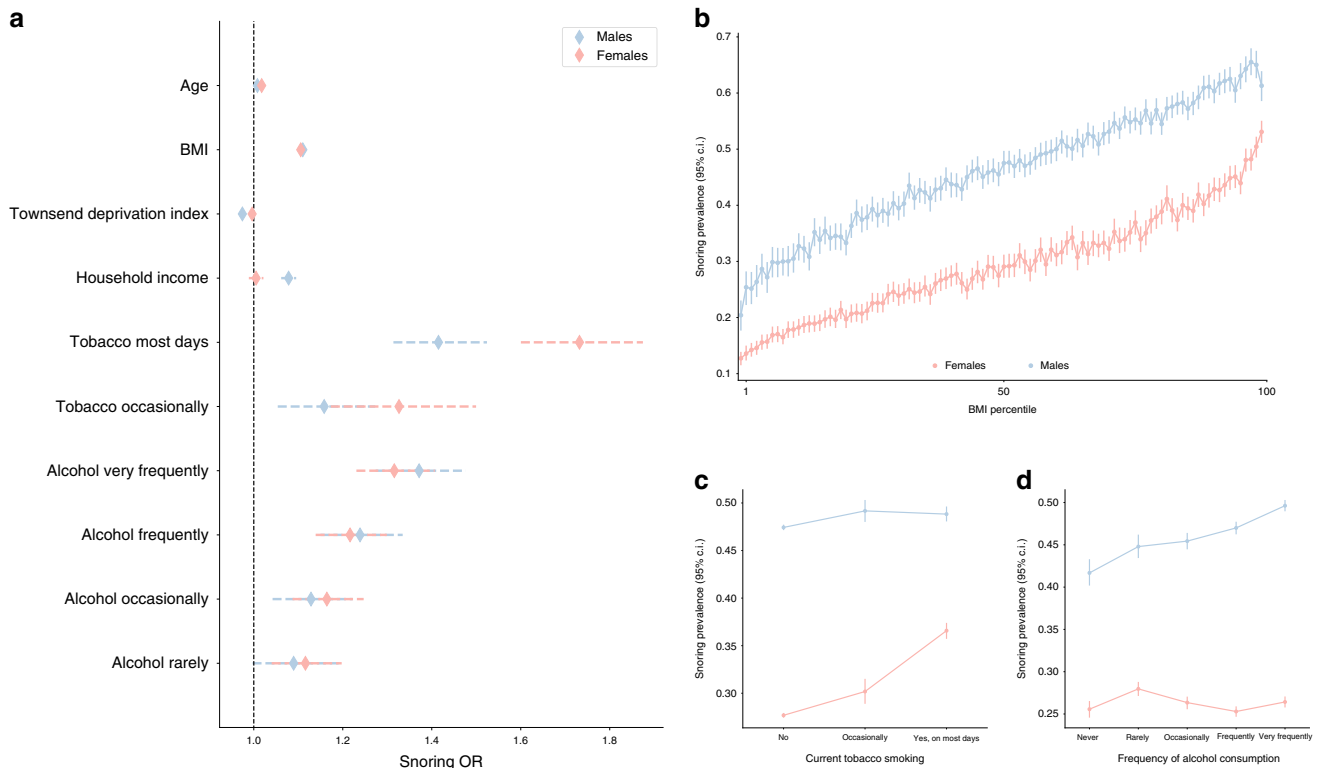 a
Males
Females
Age
BMI
Townsend deprivation index
Household income
Tobacco most days
Tobacco occasionally
Alcohol very frequently
Alcohol frequently
Alcohol occasionally
Alcohol rarely
1.0
1.2
1.4
1.6
1.8
Snoring OR
b
0.7
0.6
0.5
0.4
0.3
0.2
0.1
Snoring prevalence (95% c.i.)
Females
Males
1
50
100
BMI percentile
c
0.50
0.45
0.40
0.35
0.30
Snoring prevalence (95% c.i.)
No
Occasionally
Yes, on most days
Current tobacco smoking
d
0.50
0.45
0.40
0.35
0.30
0.25
Snoring prevalence (95% c.i.)
Never
Rarely
Occasionally
Frequently
Very frequently
Frequency of alcohol consumption